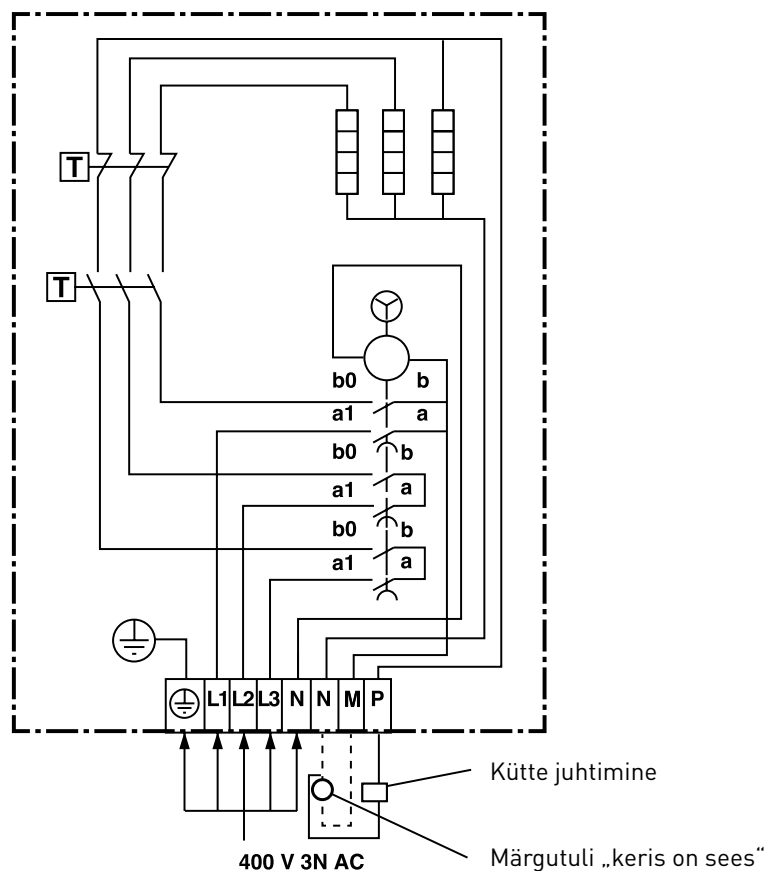 T
T
b0 b
a1 a
b0 b
a1 a
b0 b
a1 a
L1 L2 L3 N N M P
Kütte juhtimine
Märgutuli „keris on sees“
400 V 3N AC